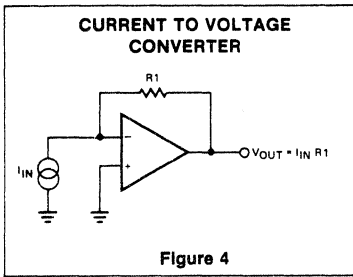 CURRENT TO VOLTAGE
CONVERTER
R1
−
+
IIN
VOUT = IIN R1
Figure 4